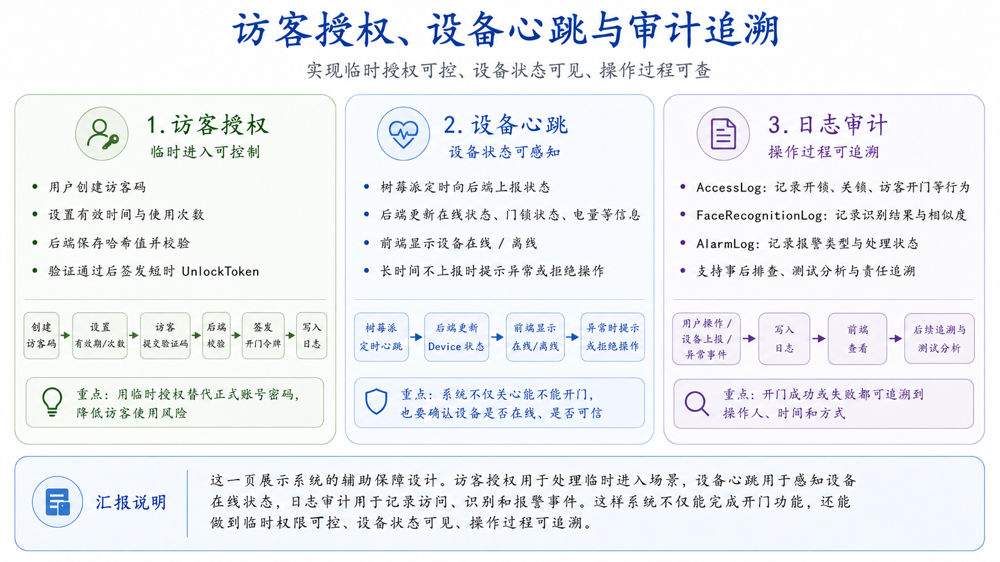 访客授权、设备心跳与审计追溯
实现临时授权可控、设备状态可见、操作过程可查
1.访客授权
临时进入可控制
• 用户创建访客码
• 设置有效时间与使用次数
• 后端保存哈希值并校验
• 验证通过后签发短时 UnlockToken
创建
访客码
设置
有效期/次数
访客
提交验证码
后端
校验
签发
开门令牌
写入
日志
重点：用临时授权替代正式账号密码，
降低访客使用风险
2.设备心跳
设备状态可感知
• 树莓派定时向后端上报状态
• 后端更新在线状态、门锁状态、电量等信息
• 前端显示设备在线 / 离线
• 长时间不上报时提示异常或拒绝操作
树莓派
定时心跳
后端更新
Device 状态
前端显示
在线/离线
异常时提示
或拒绝操作
重点：系统不仅关心能不能开门，
也要确认设备是否在线、是否可信
3.日志审计
操作过程可追溯
• AccessLog：记录开锁、关锁、访客开门等行为
• FaceRecognitionLog：记录识别结果与相似度
• AlarmLog：记录报警类型与处理状态
• 支持事后排查、测试分析与责任追溯
用户操作 /
设备上报 /
异常事件
写入
日志
前端
查看
后续追溯与
测试分析
重点：开门成功或失败都可追溯到
操作人、时间和方式
汇报说明
这一页展示系统的辅助保障设计。访客授权用于处理临时进入场景，设备心跳用于感知设备
在线状态，日志审计用于记录访问、识别和报警事件。这样系统不仅能完成开门功能，还能
做到临时权限可控、设备状态可见、操作过程可追溯。